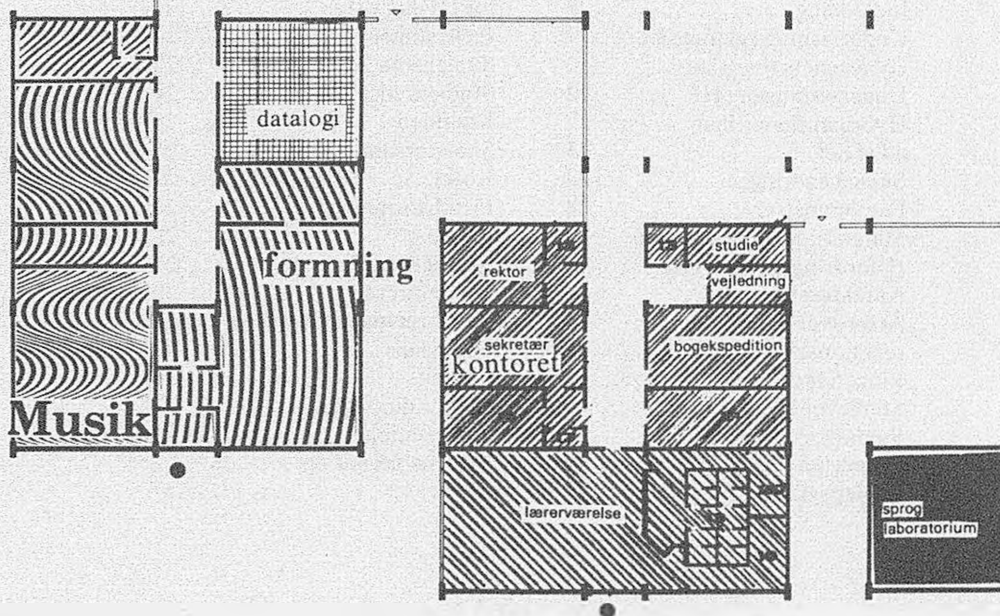 datalogi
formning
Musik
rektor
studie
vejledning
sekretær
kontoret
bogekspedition
lærerværelse
sprog
laboratorium